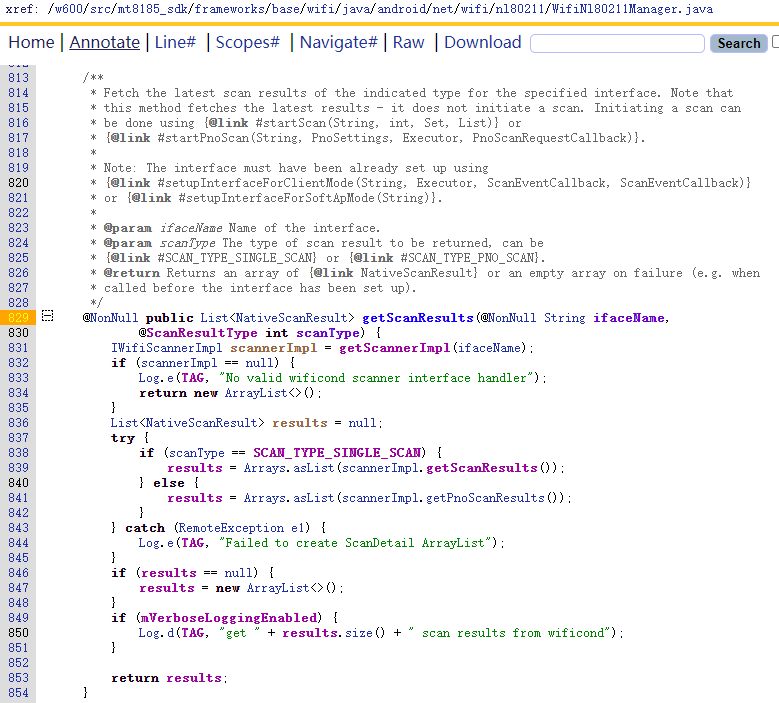 xref: /w600/src/mt8185_sdk/frameworks/base/wifi/java/android/net/wifi/nl80211/WifiNl80211Manager.java
Home | Annotate | Line# | Scopes# | Navigate# | Raw | Download Search
813 /**
814 * Fetch the latest scan results of the indicated type for the specified interface. Note that
815 * this method fetches the latest results - it does not initiate a scan. Initiating a scan can
816 * be done using {@link #startScan(String, int, Set, List)} or
817 * {@link #startPnoScan(String, PnoSettings, Executor, PnoScanRequestCallback)}.
818 *
819 * Note: The interface must have been already set up using
820 * {@link #setupInterfaceForClientMode(String, Executor, ScanEventCallback, ScanEventCallback)}
821 * or {@link #setupInterfaceForSoftApMode(String)}.
822 *
823 * @param ifaceName Name of the interface.
824 * @param scanType The type of scan result to be returned, can be
825 * {@link #SCAN_TYPE_SINGLE_SCAN} or {@link #SCAN_TYPE_PNO_SCAN}.
826 * @return Returns an array of {@link NativeScanResult} or an empty array on failure (e.g. when
827 * called before the interface has been set up).
828 */
829 @NonNull public List<NativeScanResult> getScanResults(@NonNull String ifaceName,
830 @ScanResultType int scanType) {
831 IWifiScannerImpl scannerImpl = getScannerImpl(ifaceName);
832 if (scannerImpl == null) {
833 Log.e(TAG, "No valid wificond scanner interface handler");
834 return new ArrayList<>();
835 }
836 List<NativeScanResult> results = null;
837 try {
838 if (scanType == SCAN_TYPE_SINGLE_SCAN) {
839 results = Arrays.asList(scannerImpl.getScanResults());
840 } else {
841 results = Arrays.asList(scannerImpl.getPnoScanResults());
842 }
843 } catch (RemoteException e1) {
844 Log.e(TAG, "Failed to create ScanDetail ArrayList");
845 }
846 if (results == null) {
847 results = new ArrayList<>();
848 }
849 if (mVerboseLoggingEnabled) {
850 Log.d(TAG, "get " + results.size() + " scan results from wificond");
851 }
852
853 return results;
854 }